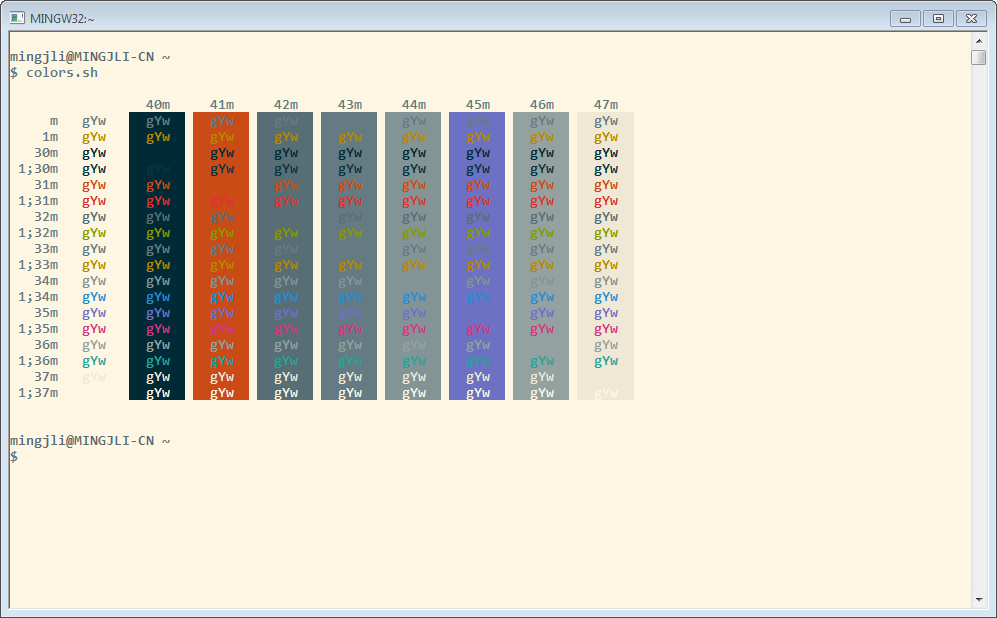 MINGW32:~
mingjli@MINGJLI-CN ~
$ colors.sh
40m 41m 42m 43m 44m 45m 46m 47m
m gYw gYw gYw gYw gYw gYw gYw gYw
1m gYw gYw gYw gYw gYw gYw gYw gYw gYw
30m gYw gYw gYw gYw gYw gYw gYw gYw
1;30m gYw gYw gYw gYw gYw gYw gYw gYw gYw
31m gYw gYw gYw gYw gYw gYw gYw gYw
1;31m gYw gYw gYw gYw gYw gYw gYw gYw gYw
32m gYw gYw gYw gYw gYw gYw gYw gYw
1;32m gYw gYw gYw gYw gYw gYw gYw gYw gYw
33m gYw gYw gYw gYw gYw gYw gYw gYw
1;33m gYw gYw gYw gYw gYw gYw gYw gYw gYw
34m gYw gYw gYw gYw gYw gYw gYw gYw
1;34m gYw gYw gYw gYw gYw gYw gYw gYw gYw
35m gYw gYw gYw gYw gYw gYw gYw gYw
1;35m gYw gYw gYw gYw gYw gYw gYw gYw gYw
36m gYw gYw gYw gYw gYw gYw gYw gYw
1;36m gYw gYw gYw gYw gYw gYw gYw gYw gYw
37m gYw gYw gYw gYw gYw gYw gYw gYw
1;37m gYw gYw gYw gYw gYw gYw gYw gYw
mingjli@MINGJLI-CN ~
$